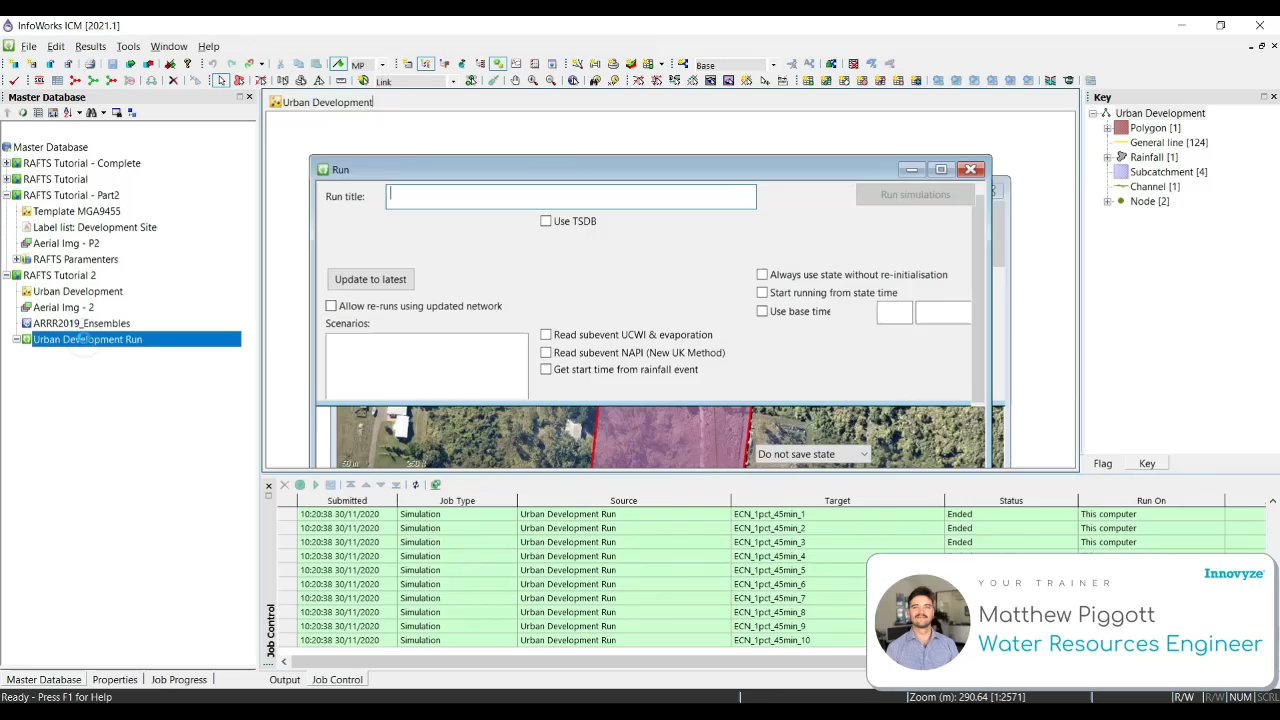 InfoWorks ICM [2021.1]
File Edit Results Tools Window Help
MP
Base
Link
Master Database
Master Database
RAFTS Tutorial - Complete
RAFTS Tutorial
RAFTS Tutorial - Part2
Template MGA9455
Label list: Development Site
Aerial Img - P2
RAFTS Paramenters
RAFTS Tutorial 2
Urban Development
Aerial Img - 2
ARRR2019_Ensembles
Urban Development Run
Master Database Properties Job Progress
Urban Development
Run
Run title:
Run simulations
Use TSDB
Update to latest
Allow re-runs using updated network
Scenarios:
Always use state without re-initialisation
Start running from state time
Use base time
Read subevent UCWI & evaporation
Read subevent NAPI (New UK Method)
Get start time from rainfall event
Do not save state
Key
Urban Development
Polygon [1]
General line [124]
Rainfall [1]
Subcatchment [4]
Channel [1]
Node [2]
Flag Key
Job Control
Submitted Job Type Source Target Status Run On
10:20:38 30/11/2020 Simulation Urban Development Run ECN_1pct_45min_1 Ended This computer
10:20:38 30/11/2020 Simulation Urban Development Run ECN_1pct_45min_2 Ended This computer
10:20:38 30/11/2020 Simulation Urban Development Run ECN_1pct_45min_3 Ended This computer
10:20:38 30/11/2020 Simulation Urban Development Run ECN_1pct_45min_4
10:20:38 30/11/2020 Simulation Urban Development Run ECN_1pct_45min_5
10:20:38 30/11/2020 Simulation Urban Development Run ECN_1pct_45min_6
10:20:38 30/11/2020 Simulation Urban Development Run ECN_1pct_45min_7
10:20:38 30/11/2020 Simulation Urban Development Run ECN_1pct_45min_8
10:20:38 30/11/2020 Simulation Urban Development Run ECN_1pct_45min_9
10:20:38 30/11/2020 Simulation Urban Development Run ECN_1pct_45min_10
Output Job Control
Innovyze
YOUR TRAINER
Matthew Piggott
Water Resources Engineer
Ready - Press F1 for Help
Zoom (m): 290.64 [1:2571]
R/W R/W NUM SCRL